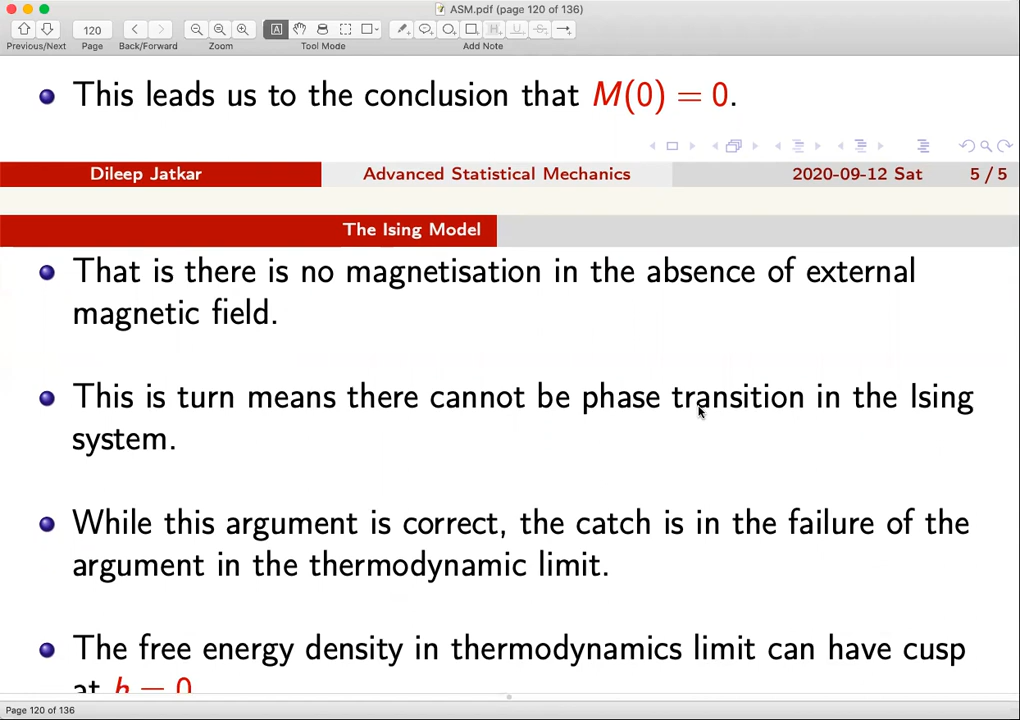 ASM.pdf (page 120 of 136)
120
Previous/Next Page Back/Forward Zoom Tool Mode Add Note
• This leads us to the conclusion that M(0) = 0.
Dileep Jatkar Advanced Statistical Mechanics 2020-09-12 Sat 5 / 5
The Ising Model
• That is there is no magnetisation in the absence of external
magnetic field.
• This is turn means there cannot be phase transition in the Ising
system.
• While this argument is correct, the catch is in the failure of the
argument in the thermodynamic limit.
• The free energy density in thermodynamics limit can have cusp
at h = 0
Page 120 of 136